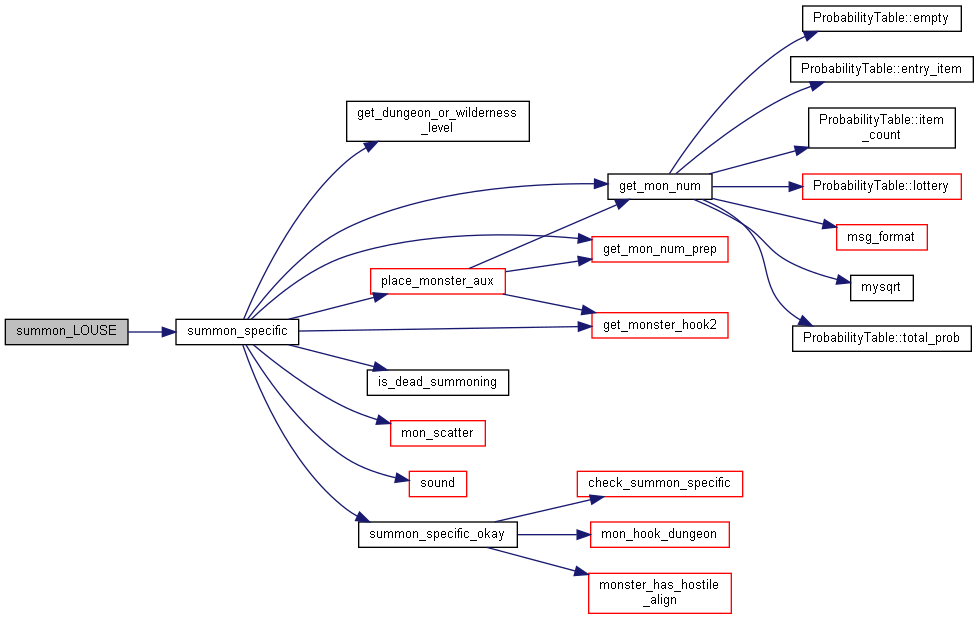 summon_LOUSE
summon_specific
get_dungeon_or_wilderness
_level
place_monster_aux
is_dead_summoning
mon_scatter
sound
summon_specific_okay
get_mon_num
get_mon_num_prep
get_monster_hook2
check_summon_specific
mon_hook_dungeon
monster_has_hostile
_align
ProbabilityTable::empty
ProbabilityTable::entry_item
ProbabilityTable::item
_count
ProbabilityTable::lottery
msg_format
mysqrt
ProbabilityTable::total_prob